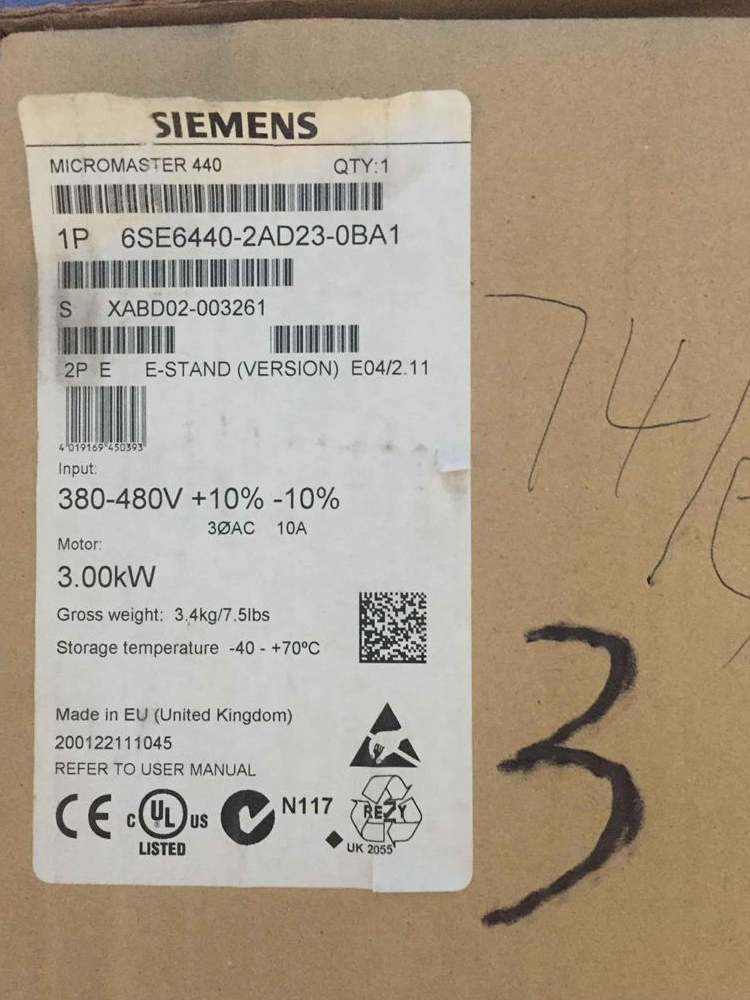 SIEMENS
MICROMASTER 440 QTY:1
1P 6SE6440-2AD23-0BA1
S XABD02-003261
2P E E-STAND (VERSION) E04/2.11
4 019169 450393
Input:
380-480V +10% -10%
3ØAC 10A
Motor:
3.00kW
Gross weight: 3.4kg/7.5lbs
Storage temperature -40 - +70ºC
Made in EU (United Kingdom)
200122111045
REFER TO USER MANUAL
CE C UL US LISTED N117 REZY
UK 2055
74/
3